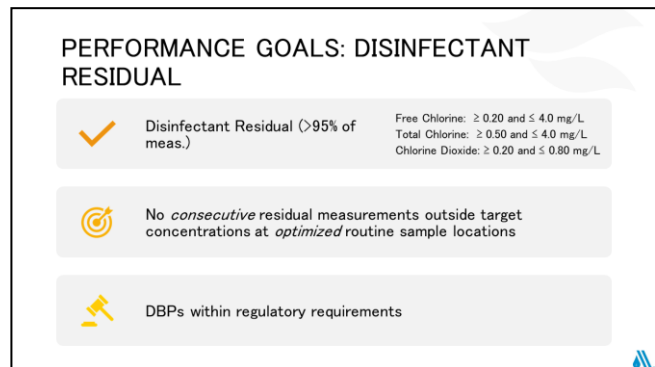 PERFORMANCE GOALS: DISINFECTANT
RESIDUAL
Disinfectant Residual (>95% of
meas.)
Free Chlorine: ≥ 0.20 and ≤ 4.0 mg/L
Total Chlorine: ≥ 0.50 and ≤ 4.0 mg/L
Chlorine Dioxide: ≥ 0.20 and ≤ 0.80 mg/L
No consecutive residual measurements outside target
concentrations at optimized routine sample locations
DBPs within regulatory requirements